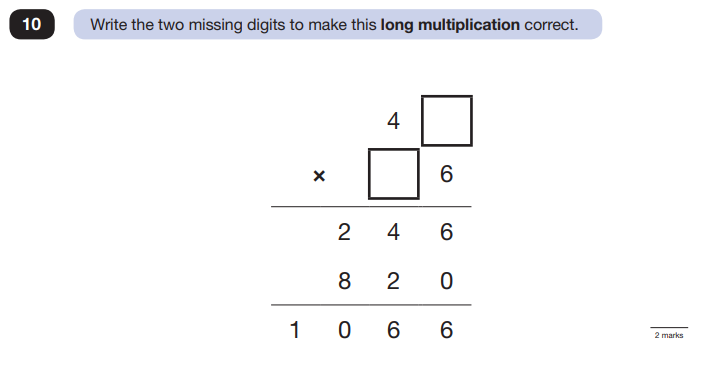 10 Write the two missing digits to make this long multiplication correct.
4
× 6
2 4 6
8 2 0
1 0 6 6
2 marks